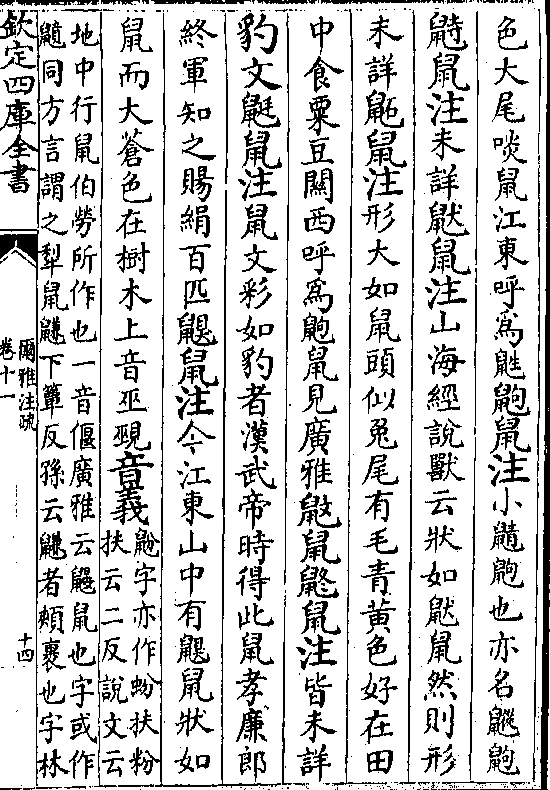 色大尾啖鼠江東呼為鼪鼩鼠注小鼱鼩也亦名䶉鼩
鼭鼠注未詳鼣鼠注山海經說獸云狀如鼣鼠然則形
未詳鼫鼠注形大如鼠頭似兔尾有毛青黃色好在田
中食粟豆關西呼為鼩鼠見廣雅䶃鼠鼨鼠注皆未詳
豹文鼮鼠注鼠文彩如豹者漢武帝時得此鼠孝廉郎
終軍知之賜絹百匹鼳鼠注今江東山中有鼳鼠狀如
鼠而大蒼色在樹木上音巫覡音義鼢字亦作蚡扶粉
扶云二反說文云
地中行鼠伯勞所作也一音偃廣雅云鼴鼠也字或作
鼹同方言謂之犁鼠鼸下簟反孫云鼸者頰裏也字林
欽定四庫全書
爾雅注疏
卷十一
十四